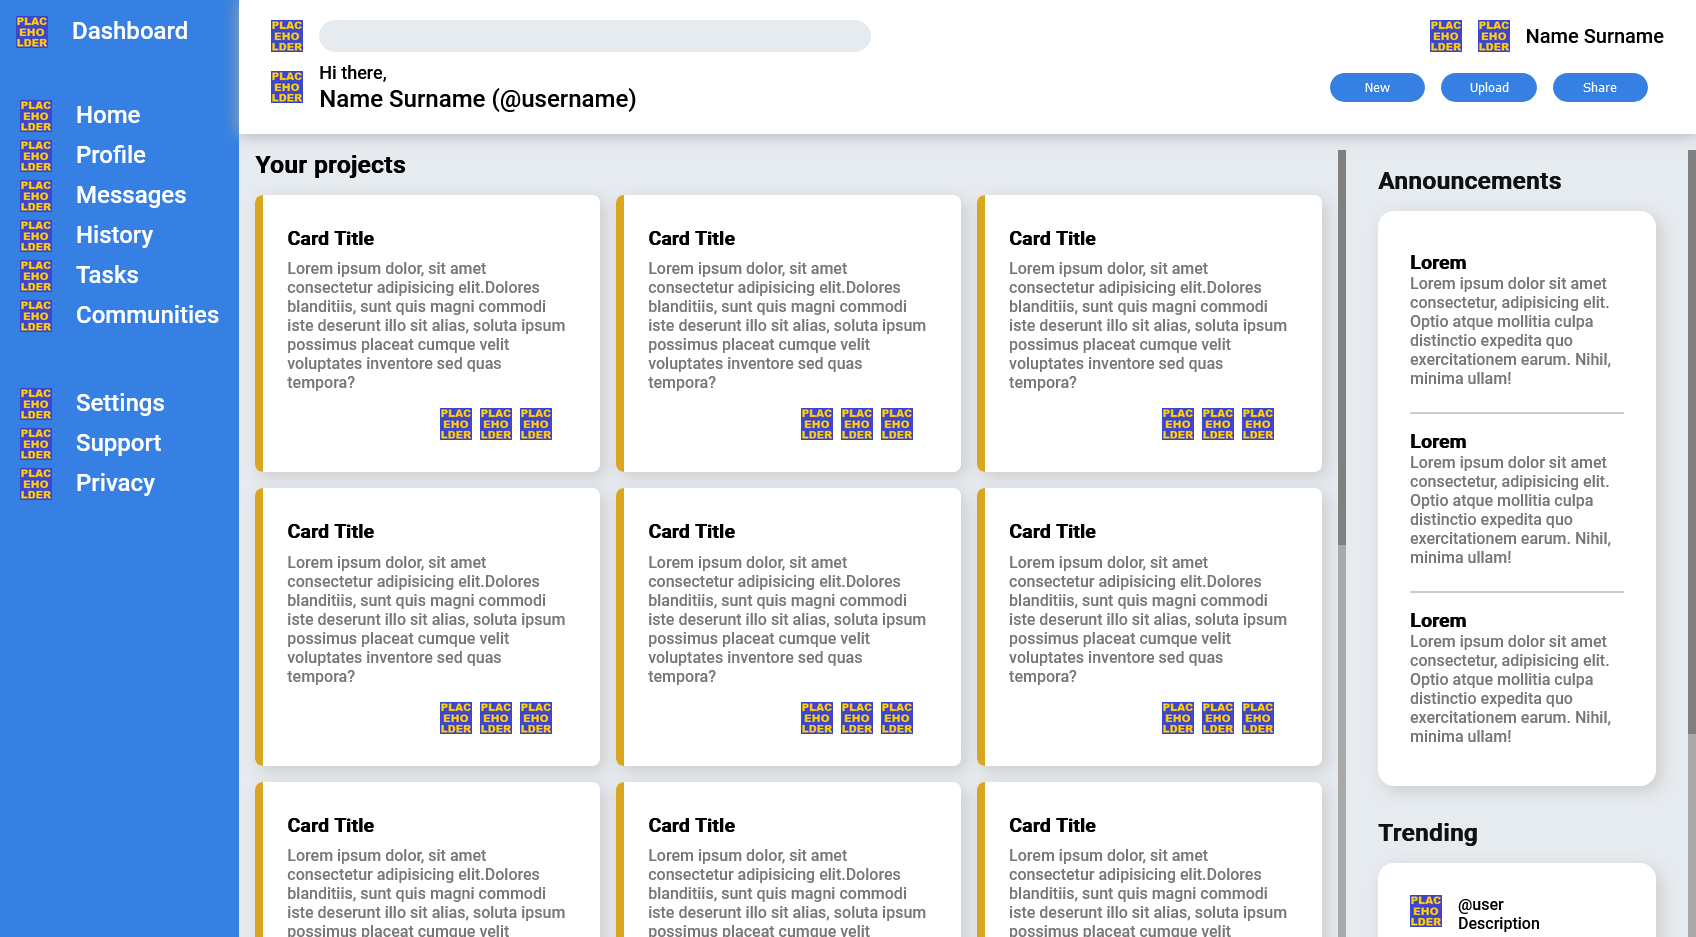 PLAC
EHO
LDER
Dashboard
PLAC
EHO
LDER
Home
PLAC
EHO
LDER
Profile
PLAC
EHO
LDER
Messages
PLAC
EHO
LDER
History
PLAC
EHO
LDER
Tasks
PLAC
EHO
LDER
Communities
PLAC
EHO
LDER
Settings
PLAC
EHO
LDER
Support
PLAC
EHO
LDER
Privacy
PLAC
EHO
LDER
PLAC
EHO
LDER
PLAC
EHO
LDER
Name Surname
PLAC
EHO
LDER
Hi there,
Name Surname (@username)
New
Upload
Share
Your projects
Card Title
Lorem ipsum dolor, sit amet
consectetur adipisicing elit.Dolores
blanditiis, sunt quis magni commodi
iste deserunt illo sit alias, soluta ipsum
possimus placeat cumque velit
voluptates inventore sed quas
tempora?
PLAC PLAC PLAC
EHO EHO EHO
LDER LDER LDER
Card Title
Lorem ipsum dolor, sit amet
consectetur adipisicing elit.Dolores
blanditiis, sunt quis magni commodi
iste deserunt illo sit alias, soluta ipsum
possimus placeat cumque velit
voluptates inventore sed quas
tempora?
PLAC PLAC PLAC
EHO EHO EHO
LDER LDER LDER
Card Title
Lorem ipsum dolor, sit amet
consectetur adipisicing elit.Dolores
blanditiis, sunt quis magni commodi
iste deserunt illo sit alias, soluta ipsum
possimus placeat cumque velit
voluptates inventore sed quas
tempora?
PLAC PLAC PLAC
EHO EHO EHO
LDER LDER LDER
Card Title
Lorem ipsum dolor, sit amet
consectetur adipisicing elit.Dolores
blanditiis, sunt quis magni commodi
iste deserunt illo sit alias, soluta ipsum
possimus placeat cumque velit
voluptates inventore sed quas
tempora?
PLAC PLAC PLAC
EHO EHO EHO
LDER LDER LDER
Card Title
Lorem ipsum dolor, sit amet
consectetur adipisicing elit.Dolores
blanditiis, sunt quis magni commodi
iste deserunt illo sit alias, soluta ipsum
possimus placeat cumque velit
voluptates inventore sed quas
tempora?
PLAC PLAC PLAC
EHO EHO EHO
LDER LDER LDER
Card Title
Lorem ipsum dolor, sit amet
consectetur adipisicing elit.Dolores
blanditiis, sunt quis magni commodi
iste deserunt illo sit alias, soluta ipsum
possimus placeat cumque velit
voluptates inventore sed quas
tempora?
PLAC PLAC PLAC
EHO EHO EHO
LDER LDER LDER
Card Title
Lorem ipsum dolor, sit amet
consectetur adipisicing elit.Dolores
blanditiis, sunt quis magni commodi
iste deserunt illo sit alias, soluta ipsum
possimus placeat cumque velit
Card Title
Lorem ipsum dolor, sit amet
consectetur adipisicing elit.Dolores
blanditiis, sunt quis magni commodi
iste deserunt illo sit alias, soluta ipsum
possimus placeat cumque velit
Card Title
Lorem ipsum dolor, sit amet
consectetur adipisicing elit.Dolores
blanditiis, sunt quis magni commodi
iste deserunt illo sit alias, soluta ipsum
possimus placeat cumque velit
Announcements
Lorem
Lorem ipsum dolor sit amet
consectetur, adipisicing elit.
Optio atque mollitia culpa
distinctio expedita quo
exercitationem earum. Nihil,
minima ullam!
Lorem
Lorem ipsum dolor sit amet
consectetur, adipisicing elit.
Optio atque mollitia culpa
distinctio expedita quo
exercitationem earum. Nihil,
minima ullam!
Lorem
Lorem ipsum dolor sit amet
consectetur, adipisicing elit.
Optio atque mollitia culpa
distinctio expedita quo
exercitationem earum. Nihil,
minima ullam!
Trending
PLAC
EHO
LDER
@user
Description